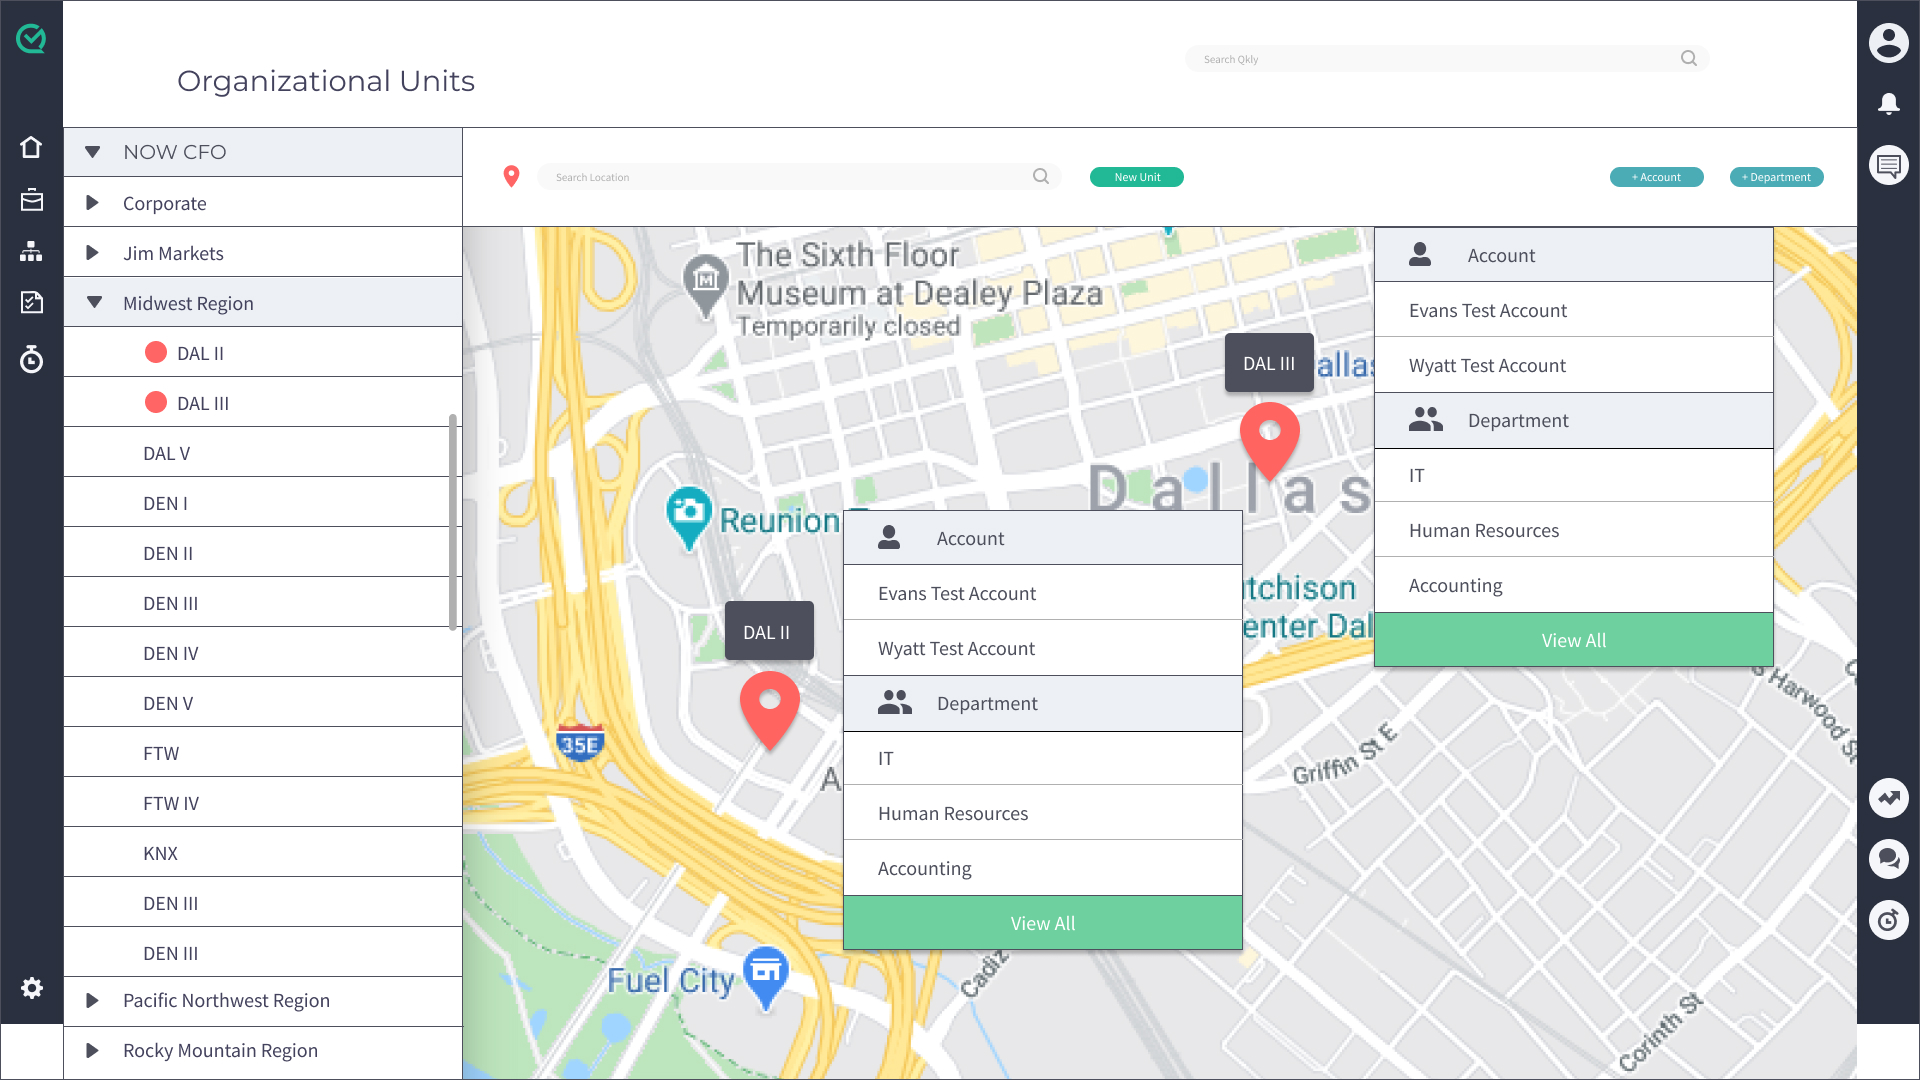 Search Qkly
Organizational Units
NOW CFO
Corporate
Jim Markets
Midwest Region
DAL II
DAL III
DAL V
DEN I
DEN II
DEN III
DEN IV
DEN V
FTW
FTW IV
KNX
DEN III
DEN III
Pacific Northwest Region
Rocky Mountain Region
Search Location
New Unit
+ Account
+ Department
The Sixth Floor
Museum at Dealey Plaza
Temporarily closed
M
DAL III
Dallas
Reunion
DAL II
35E
A
Fuel City
Cadiz
Griffin St E
S Harwood S
Corinth St
Account
Evans Test Account
Wyatt Test Account
Department
IT
Human Resources
Accounting
View All
Account
Evans Test Account
Wyatt Test Account
Department
IT
Human Resources
Accounting
View All